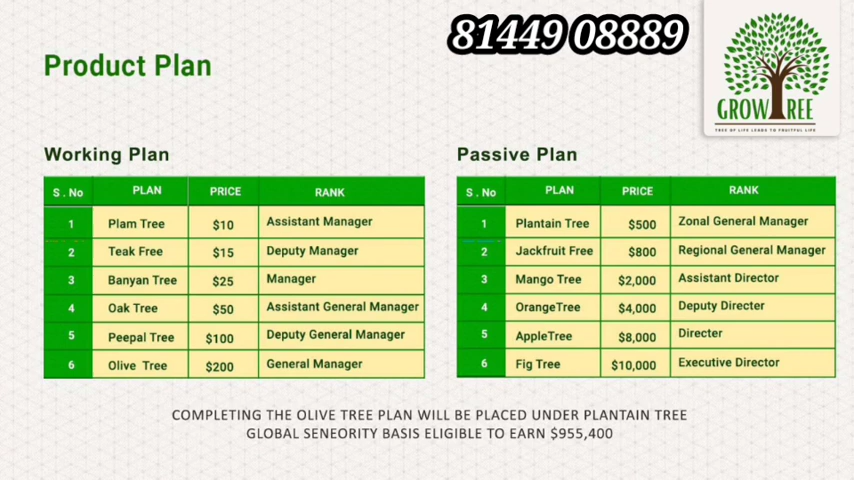 81449 08889
Product Plan
GROWTREE
TREE OF LIFE LEADS TO FRUITFUL LIFE
Working Plan
S . No PLAN PRICE RANK
1 Plam Tree $10 Assistant Manager
2 Teak Free $15 Deputy Manager
3 Banyan Tree $25 Manager
4 Oak Tree $50 Assistant General Manager
5 Peepal Tree $100 Deputy General Manager
6 Olive Tree $200 General Manager
Passive Plan
S . No PLAN PRICE RANK
1 Plantain Tree $500 Zonal General Manager
2 Jackfruit Free $800 Regional General Manager
3 Mango Tree $2,000 Assistant Director
4 OrangeTree $4,000 Deputy Director
5 AppleTree $8,000 Directer
6 Fig Tree $10,000 Executive Director
COMPLETING THE OLIVE TREE PLAN WILL BE PLACED UNDER PLANTAIN TREE
GLOBAL SENEORITY BASIS ELIGIBLE TO EARN $955,400